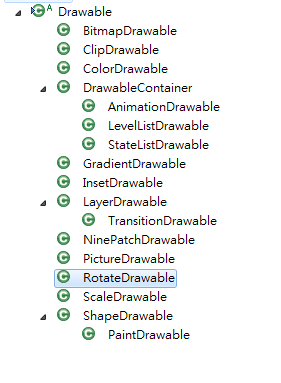 Drawable
BitmapDrawable
ClipDrawable
ColorDrawable
DrawableContainer
AnimationDrawable
LevelListDrawable
StateListDrawable
GradientDrawable
InsetDrawable
LayerDrawable
TransitionDrawable
NinePatchDrawable
PictureDrawable
RotateDrawable
ScaleDrawable
ShapeDrawable
PaintDrawable